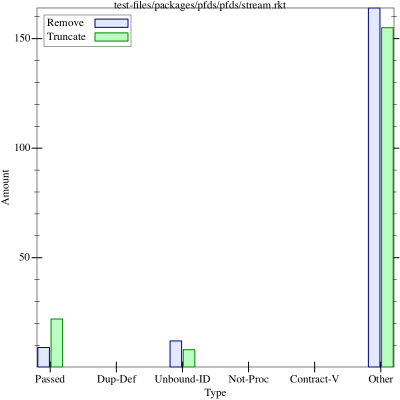 test-files/packages/pfds/pfds/stream.rkt
Remove
Truncate
150
100
50
Amount
Passed Dup-Def Unbound-ID Not-Proc Contract-V Other
Type